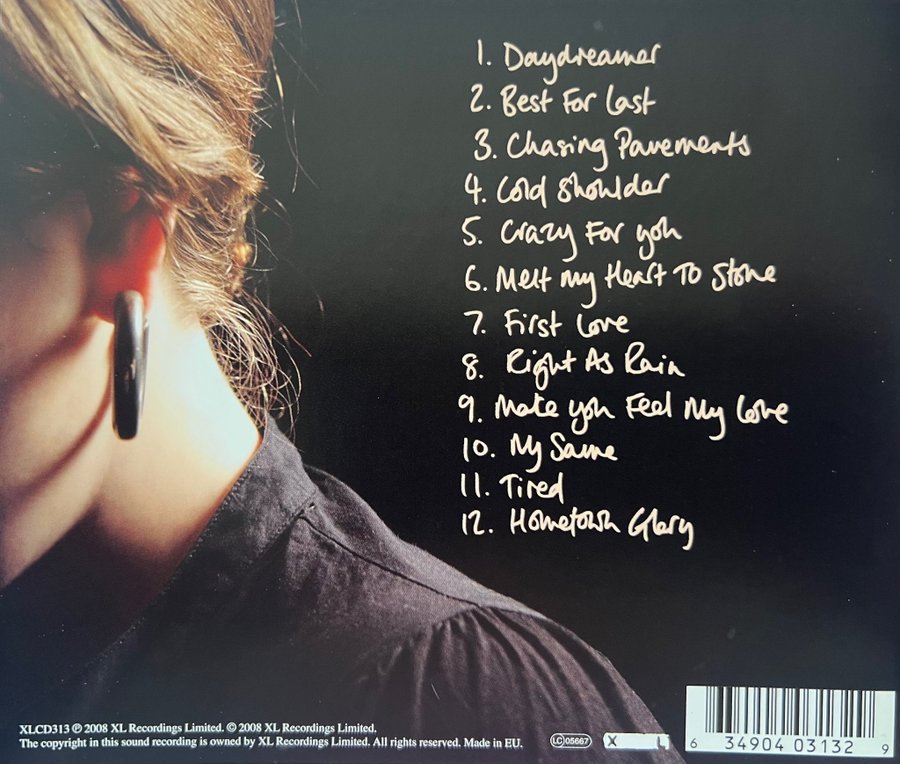 1. Daydreamer
2. Best For Last
3. Chasing Pavements
4. Cold Shoulder
5. Crazy For you
6. Melt my Heart To Stone
7. First Love
8. Right As Rain
9. Make you Feel My Love
10. My Same
11. Tired
12. Hometown Glory
XLCD313 ℗ 2008 XL Recordings Limited. © 2008 XL Recordings Limited.
The copyright in this sound recording is owned by XL Recordings Limited. All rights reserved. Made in EU.
LC 05667
X L
6 34904 03132 9